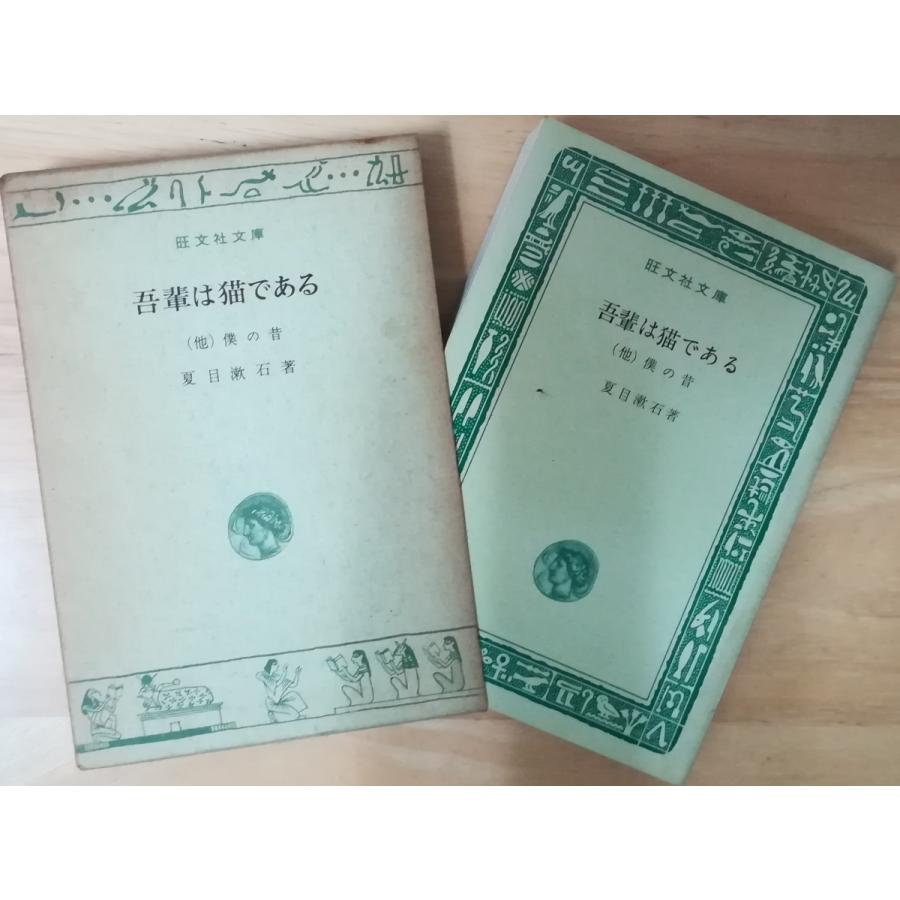 旺文社文庫
吾輩は猫である
(他) 僕の昔
夏目漱石著
旺文社文庫
吾輩は猫である
(他) 僕の昔
夏目漱石著